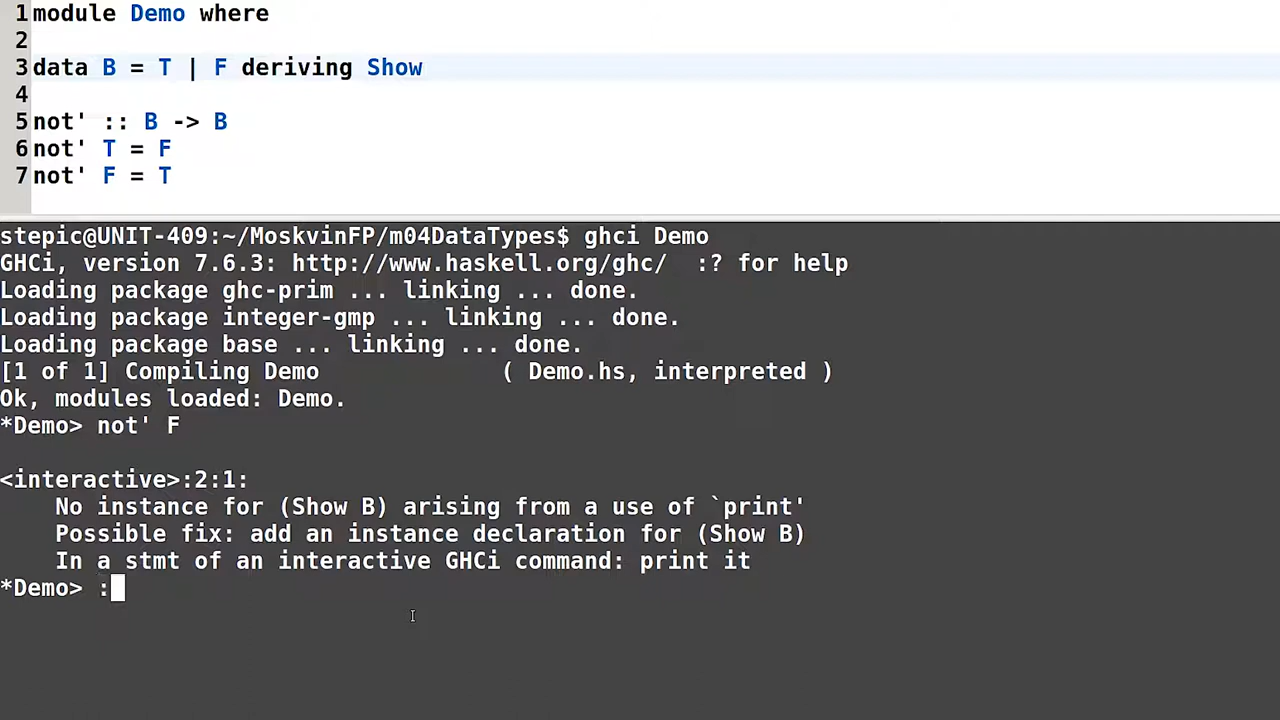 1 module Demo where
2
3 data B = T | F deriving Show
4
5 not' :: B -> B
6 not' T = F
7 not' F = T
stepic@UNIT-409:~/MoskvinFP/m04DataTypes$ ghci Demo
GHCi, version 7.6.3: http://www.haskell.org/ghc/  :? for help
Loading package ghc-prim ... linking ... done.
Loading package integer-gmp ... linking ... done.
Loading package base ... linking ... done.
[1 of 1] Compiling Demo             ( Demo.hs, interpreted )
Ok, modules loaded: Demo.
*Demo> not' F
<interactive>:2:1:
    No instance for (Show B) arising from a use of `print'
    Possible fix: add an instance declaration for (Show B)
    In a stmt of an interactive GHCi command: print it
*Demo> :